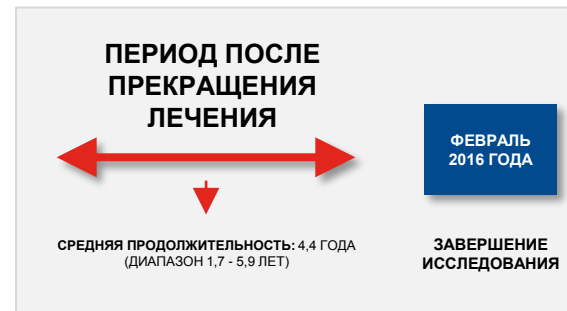 ПЕРИОД ПОСЛЕ
ПРЕКРАЩЕНИЯ
ЛЕЧЕНИЯ
ФЕВРАЛЬ
2016 ГОДА
СРЕДНЯЯ ПРОДОЛЖИТЕЛЬНОСТЬ: 4,4 ГОДА
(ДИАПАЗОН 1,7 - 5,9 ЛЕТ)
ЗАВЕРШЕНИЕ
ИССЛЕДОВАНИЯ